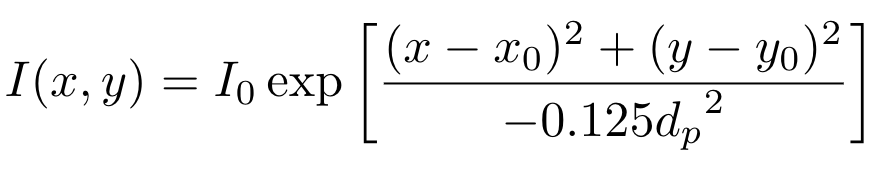 I(x, y) = I_0 \exp \left[ \frac{(x - x_0)^2 + (y - y_0)^2}{-0.125 {d_p}^2} \right]